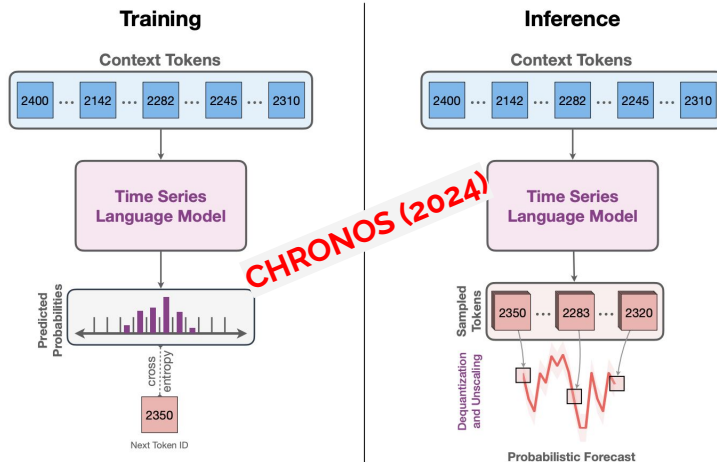 Training
Context Tokens
2400 ... 2142 ... 2282 ... 2245 ... 2310
Time Series
Language Model
Predicted
Probabilities
cross
entropy
2350
Next Token ID
CHRONOS (2024)
Inference
Context Tokens
2400 ... 2142 ... 2282 ... 2245 ... 2310
Time Series
Language Model
Sampled
Tokens
2350 ... 2283 ... 2320
Dequantization
and Unscaling
Probabilistic Forecast